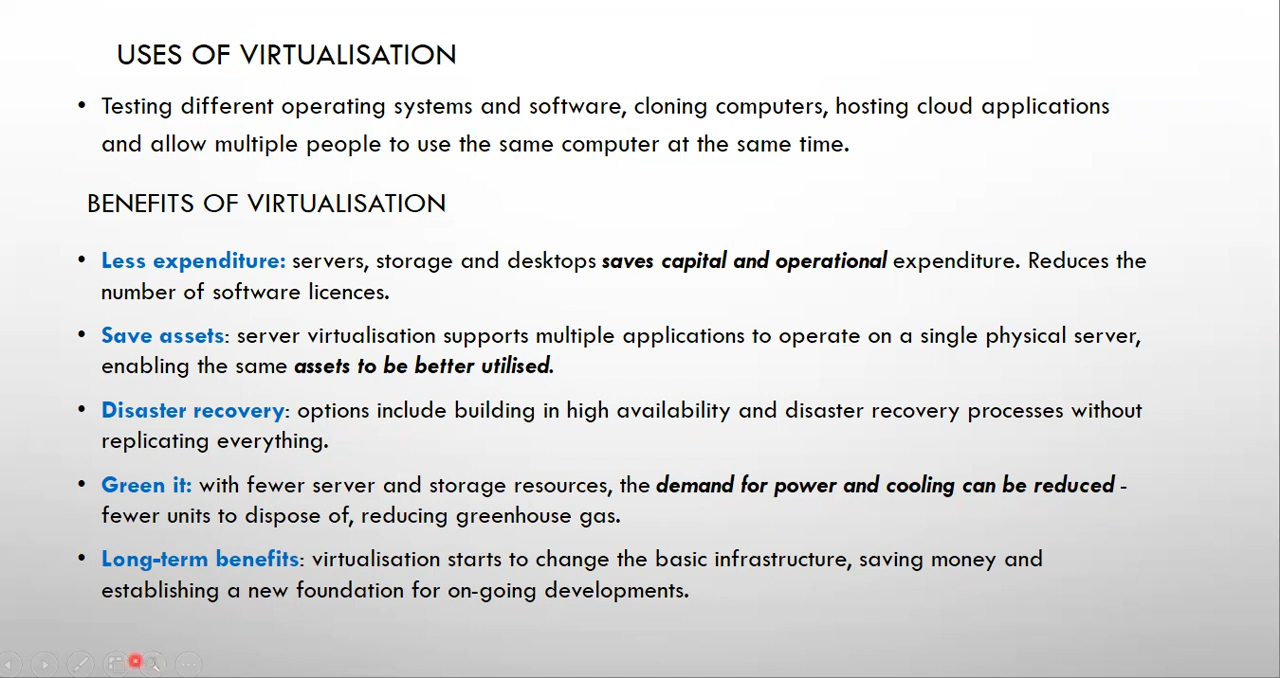 USES OF VIRTUALISATION
• Testing different operating systems and software, cloning computers, hosting cloud applications
and allow multiple people to use the same computer at the same time.
BENEFITS OF VIRTUALISATION
• Less expenditure: servers, storage and desktops saves capital and operational expenditure. Reduces the
number of software licences.
• Save assets: server virtualisation supports multiple applications to operate on a single physical server,
enabling the same assets to be better utilised.
• Disaster recovery: options include building in high availability and disaster recovery processes without
replicating everything.
• Green it: with fewer server and storage resources, the demand for power and cooling can be reduced -
fewer units to dispose of, reducing greenhouse gas.
• Long-term benefits: virtualisation starts to change the basic infrastructure, saving money and
establishing a new foundation for on-going developments.